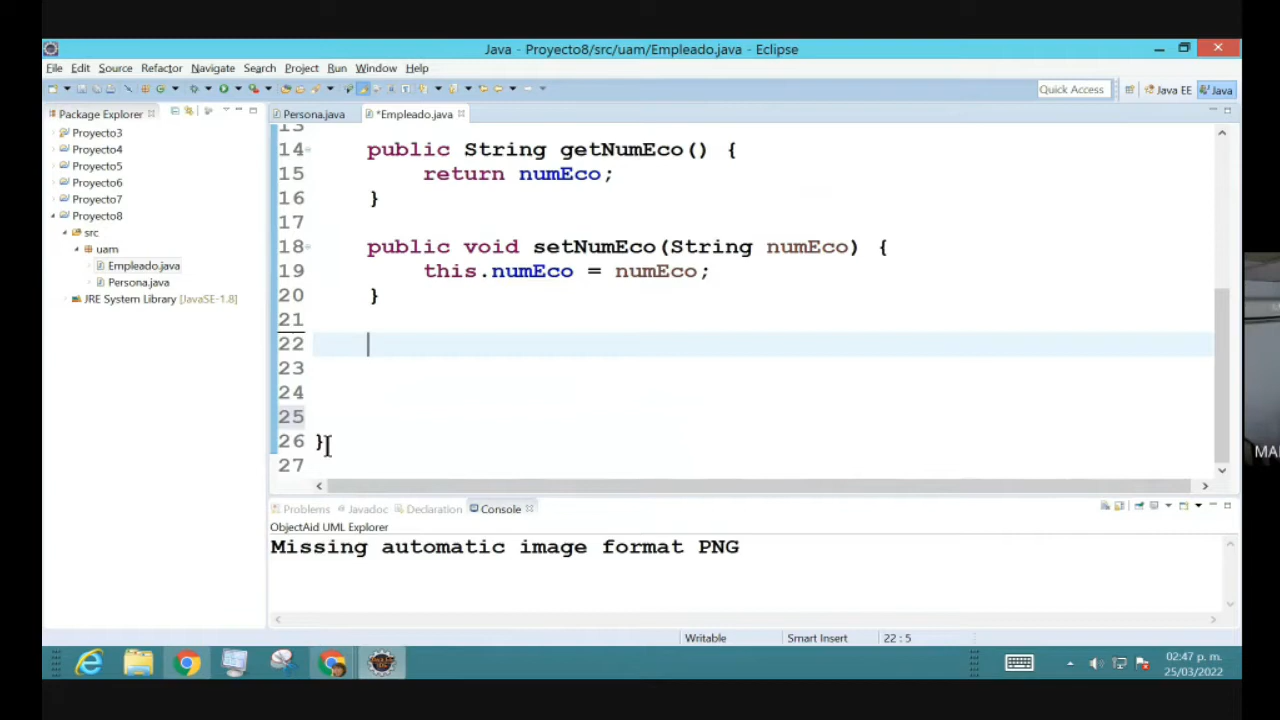 Java - Proyecto8/src/uam/Empleado.java - Eclipse
File Edit Source Refactor Navigate Search Project Run Window Help
Quick Access Java EE Java
Package Explorer
Proyecto3
Proyecto4
Proyecto5
Proyecto6
Proyecto7
Proyecto8
src
uam
Empleado.java
Persona.java
JRE System Library [JavaSE-1.8]
Persona.java *Empleado.java
13
14 public String getNumEco() {
15 return numEco;
16 }
17
18 public void setNumEco(String numEco) {
19 this.numEco = numEco;
20 }
21
22
23
24
25
26 }
27
Problems Javadoc Declaration Console
ObjectAid UML Explorer
Missing automatic image format PNG
Writable Smart Insert 22 : 5
02:47 p. m.
25/03/2022